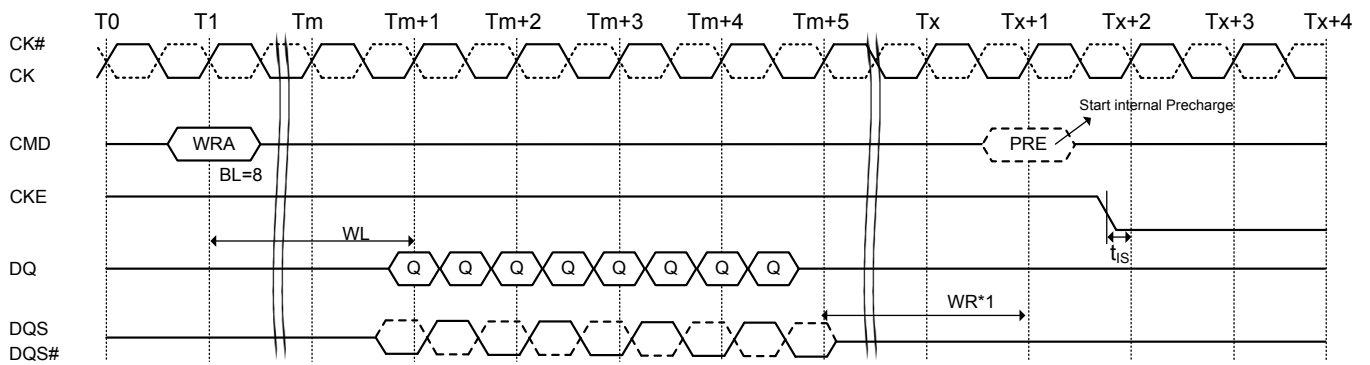 T0 T1 Tm Tm+1 Tm+2 Tm+3 Tm+4 Tm+5 Tx Tx+1 Tx+2 Tx+3 Tx+4
CK#
CK
Start internal Precharge
CMD WRA PRE
BL=8
CKE
WL
tIS
DQ Q Q Q Q Q Q Q Q
WR*1
DQS
DQS#